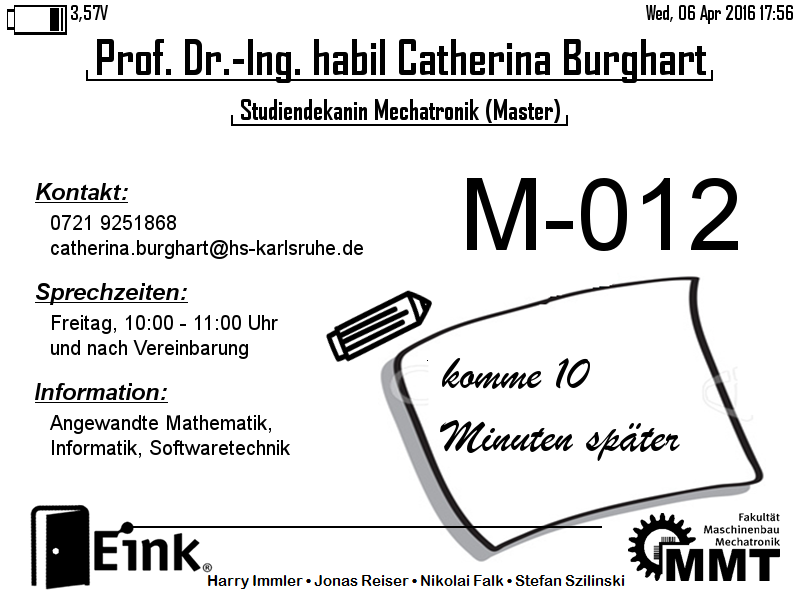 3,57V
Wed, 06 Apr 2016 17:56
Prof. Dr.-Ing. habil Catherina Burghart
Studiendekanin Mechatronik (Master)
M-012
Kontakt:
0721 9251868
catherina.burghart@hs-karlsruhe.de
Sprechzeiten:
Freitag, 10:00 - 11:00 Uhr
und nach Vereinbarung
Information:
Angewandte Mathematik,
Informatik, Softwaretechnik
komme 10
Minuten später
Eink®
Harry Immler • Jonas Reiser • Nikolai Falk • Stefan Szilinski
Fakultät
Maschinenbau
Mechatronik
MMT